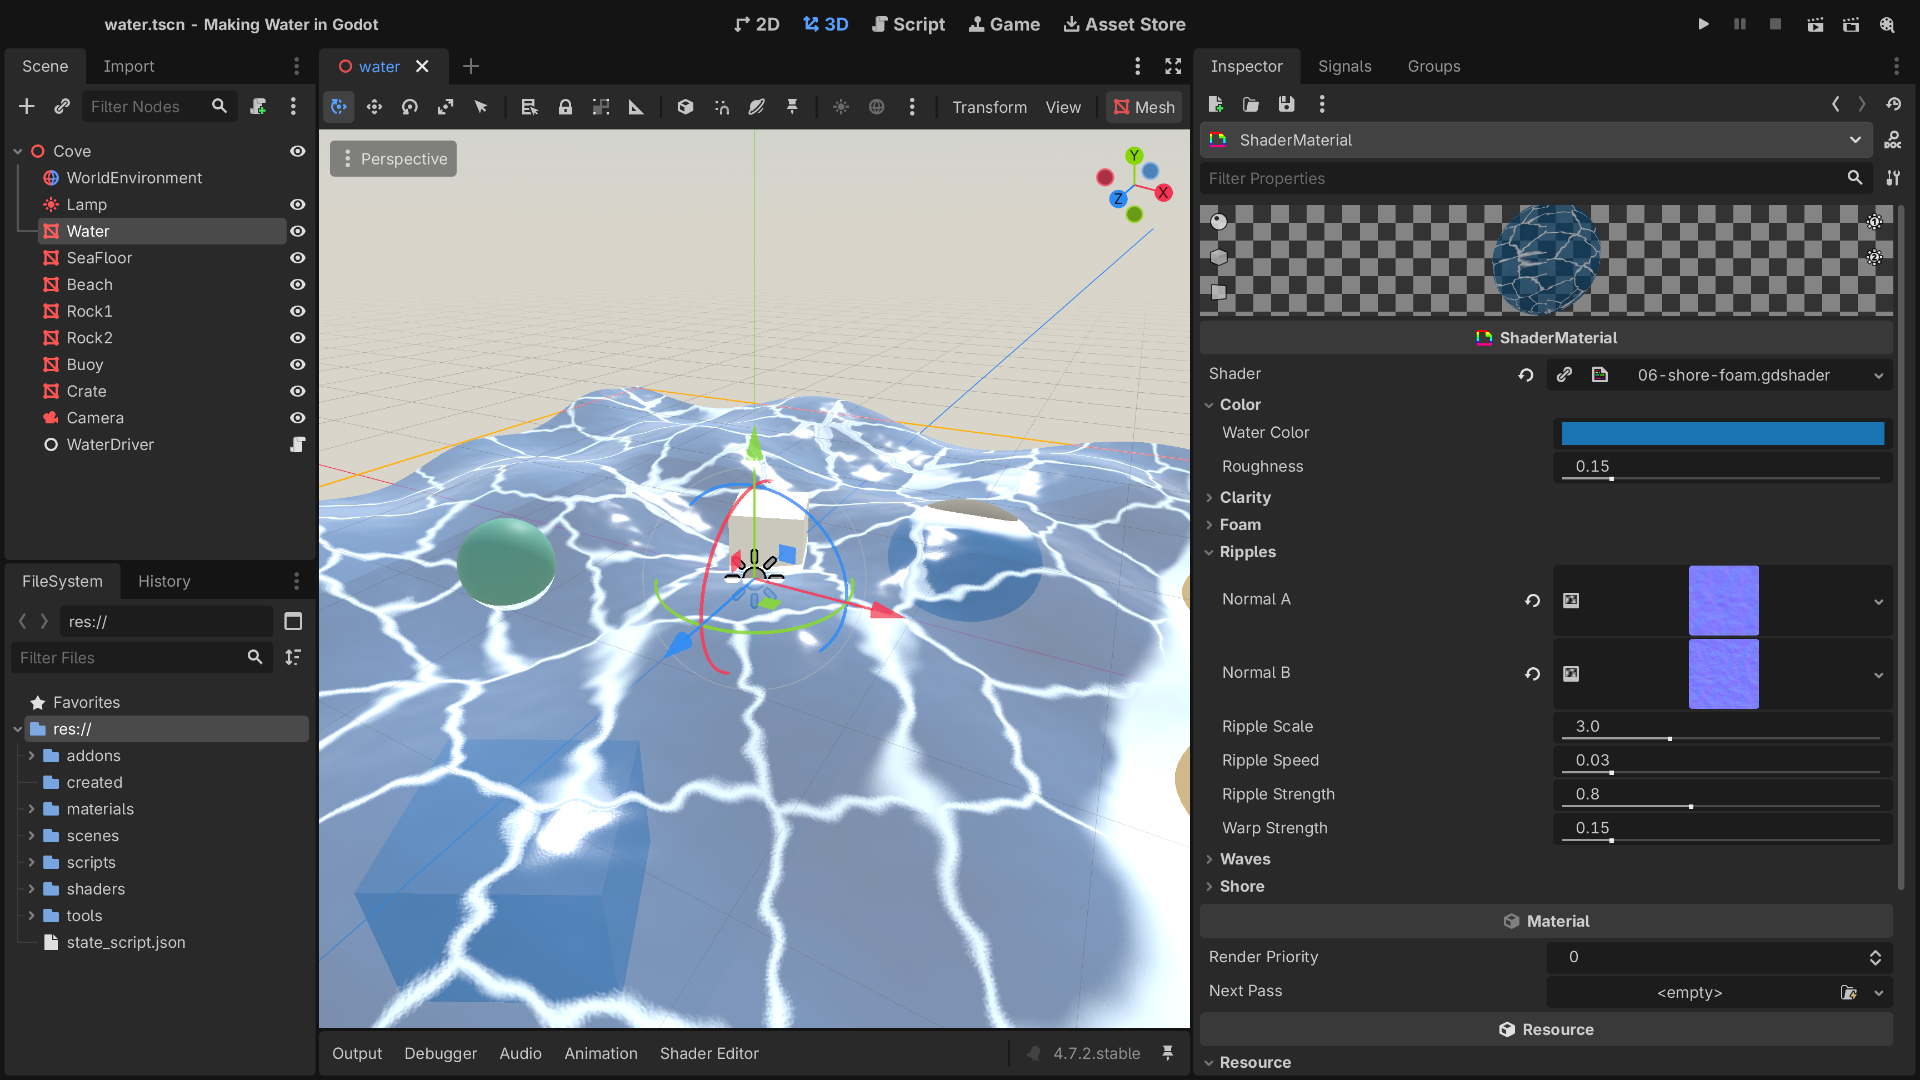 water.tscn - Making Water in Godot
2D
3D
Script
Game
Asset Store
Scene
Import
Filter Nodes
Cove
WorldEnvironment
Lamp
Water
SeaFloor
Beach
Rock1
Rock2
Buoy
Crate
Camera
WaterDriver
FileSystem
History
res://
Filter Files
Favorites
res://
addons
created
materials
scenes
scripts
shaders
tools
state_script.json
water
Transform
View
Mesh
Perspective
Y
X
Z
Output
Debugger
Audio
Animation
Shader Editor
4.7.2.stable
Inspector
Signals
Groups
ShaderMaterial
DOC
Filter Properties
1
2
ShaderMaterial
Shader
06-shore-foam.gdshader
Color
Water Color
Roughness
0.15
Clarity
Foam
Ripples
Normal A
Normal B
Ripple Scale
3.0
Ripple Speed
0.03
Ripple Strength
0.8
Warp Strength
0.15
Waves
Shore
Material
Render Priority
0
Next Pass
<empty>
Resource
Resource